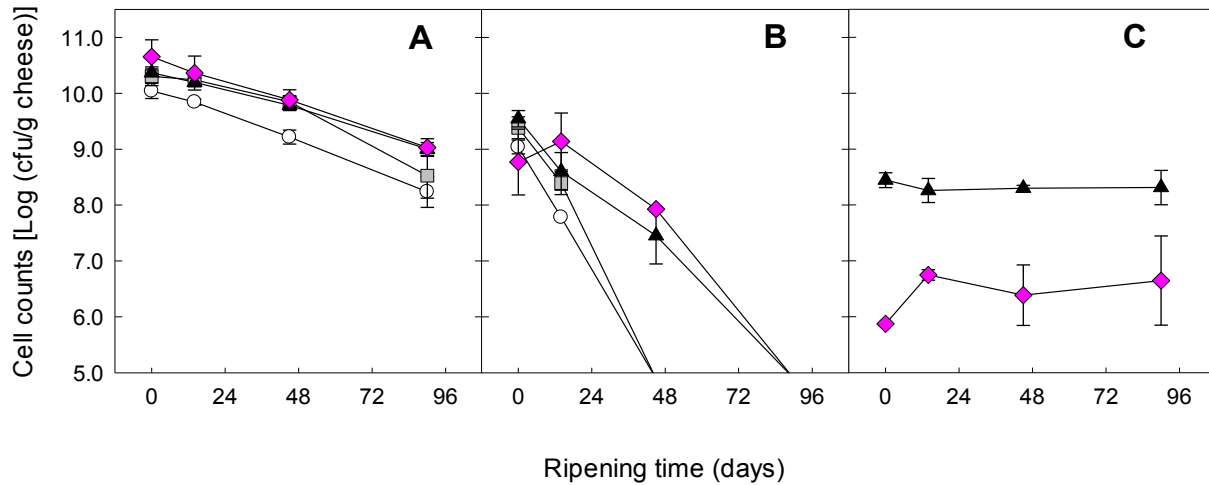 A
B
C
Cell counts [Log (cfu/g cheese)]
11.0
10.0
9.0
8.0
7.0
6.0
5.0
0 24 48 72 96 0 24 48 72 96 0 24 48 72 96
Ripening time (days)